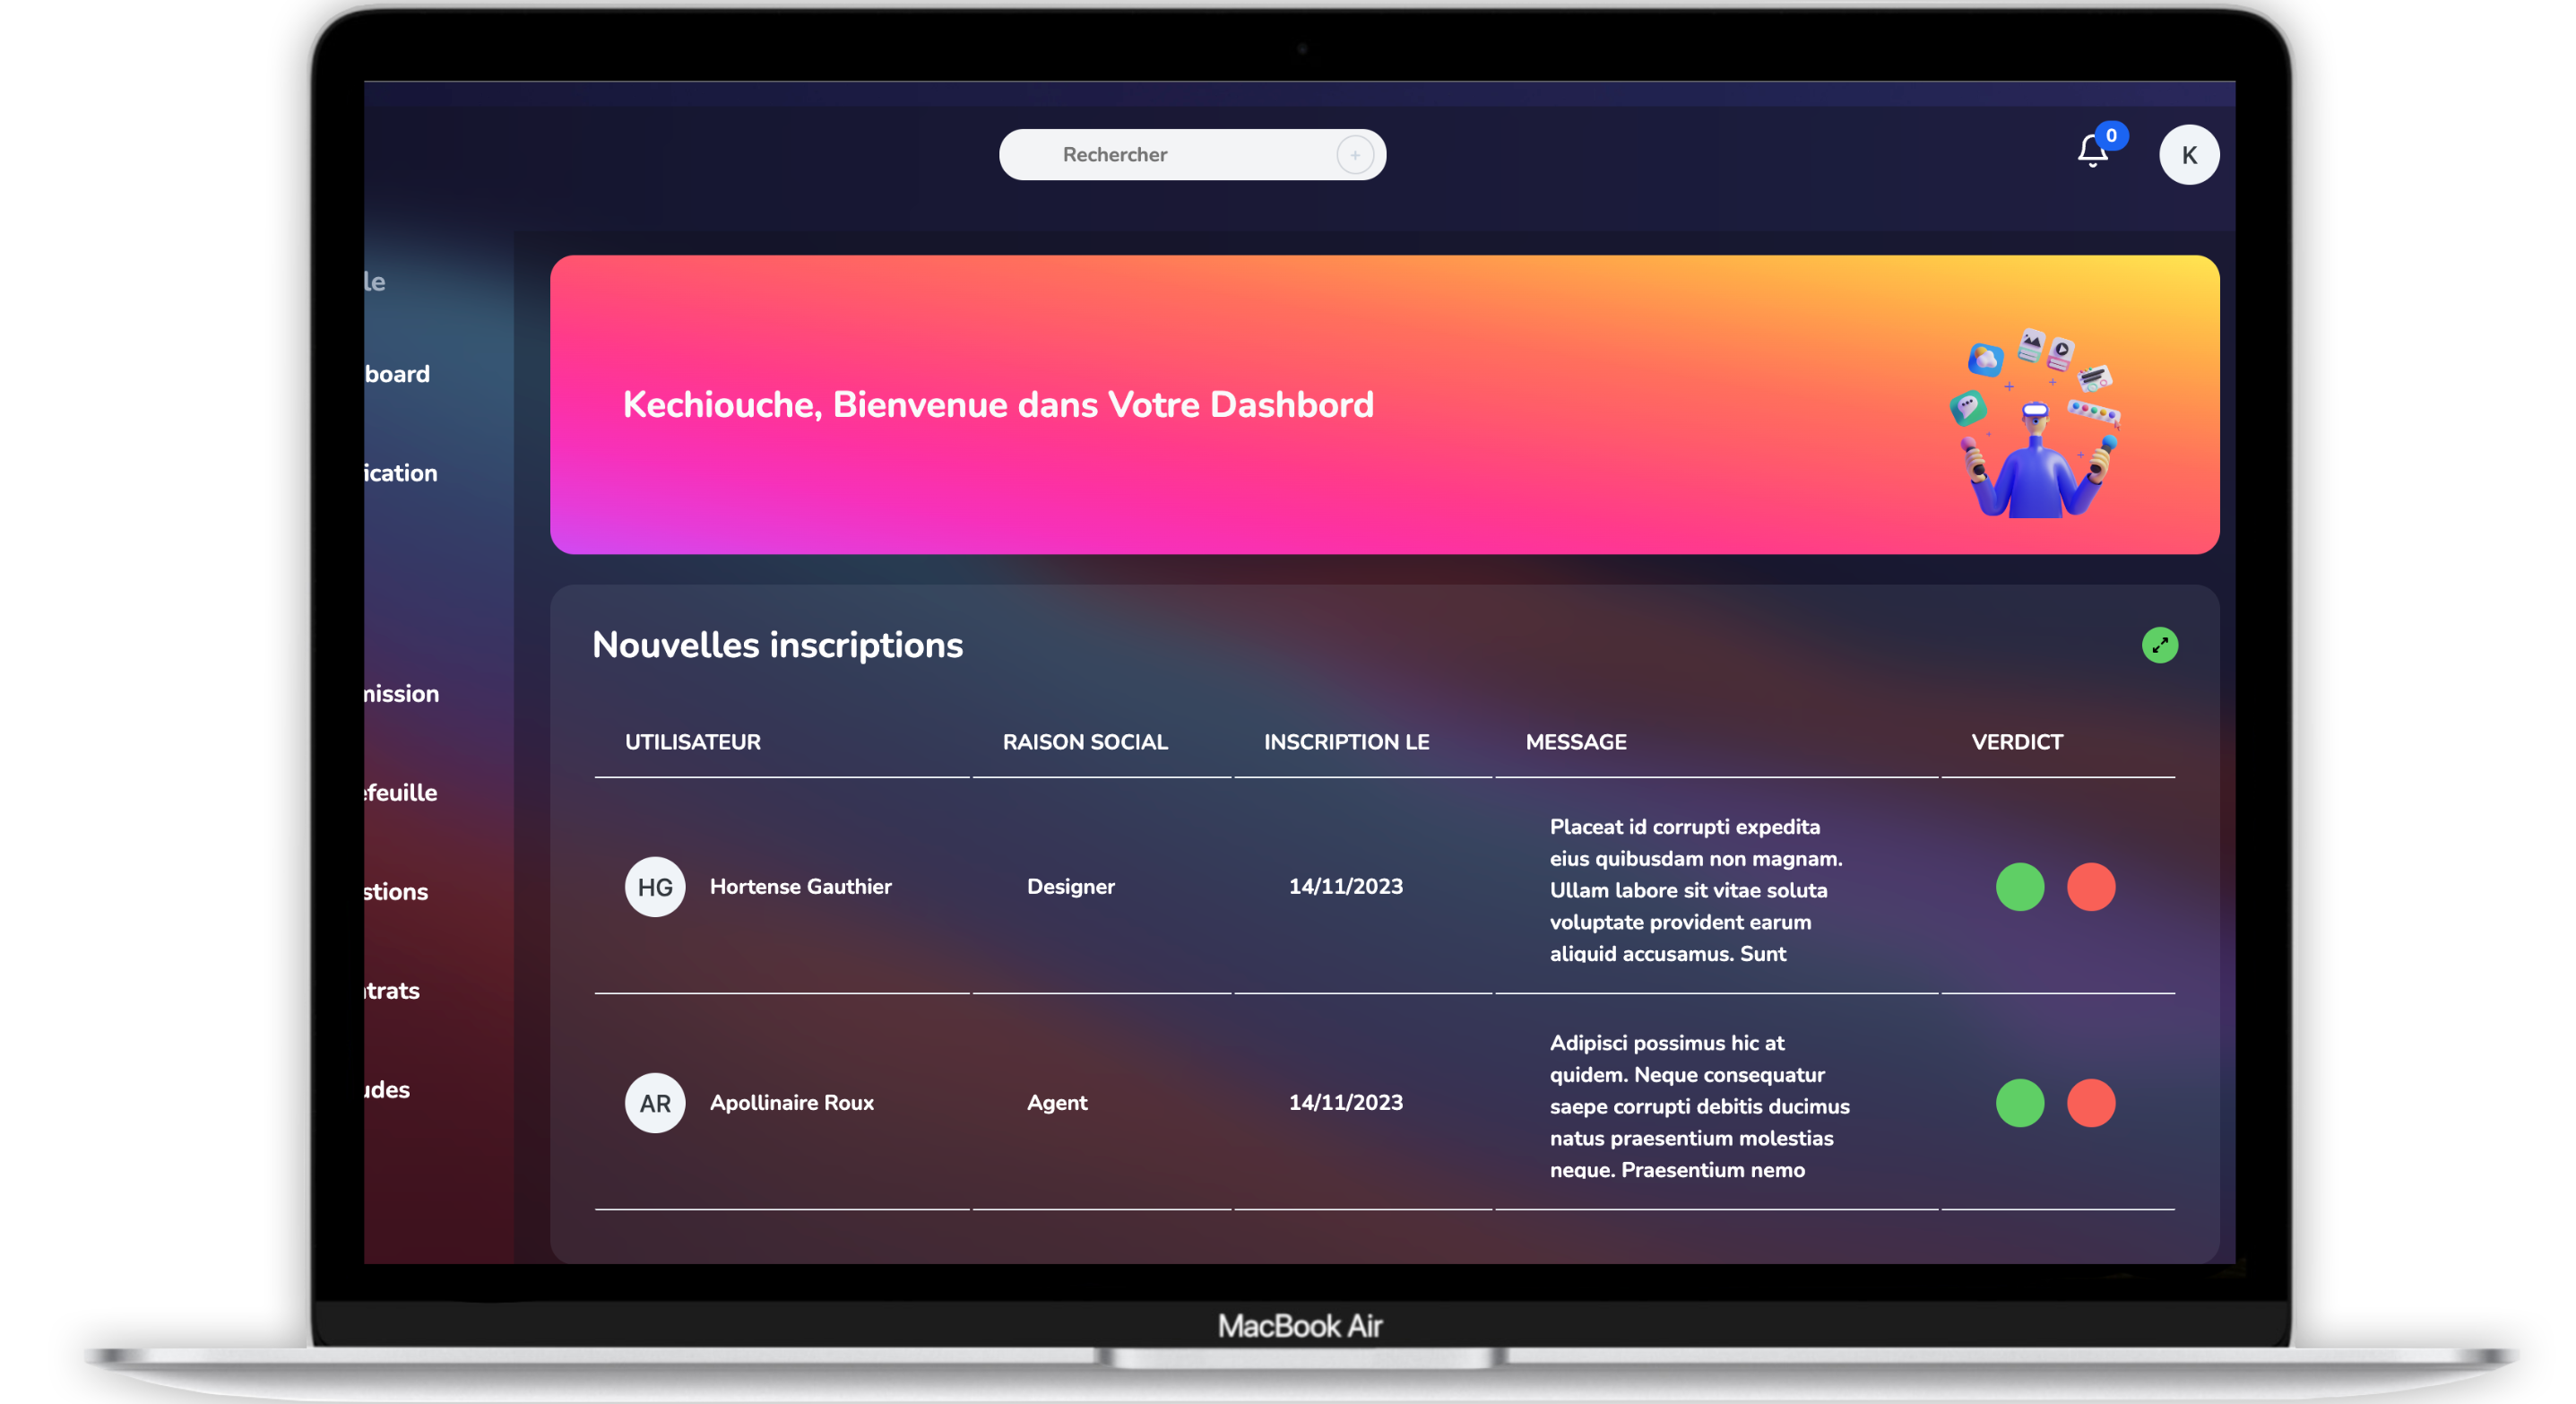 Rechercher
0
K
le
board
Kechiouche, Bienvenue dans Votre Dashbord
ication
Nouvelles inscriptions
mission
UTILISATEUR RAISON SOCIAL INSCRIPTION LE MESSAGE VERDICT
efeuille
HG Hortense Gauthier Designer 14/11/2023
Placeat id corrupti expedita
eius quibusdam non magnam.
Ullam labore sit vitae soluta
voluptate provident earum
aliquid accusamus. Sunt
stions
trats
AR Apollinaire Roux Agent 14/11/2023
Adipisci possimus hic at
quidem. Neque consequatur
saepe corrupti debitis ducimus
natus praesentium molestias
neque. Praesentium nemo
udes
MacBook Air